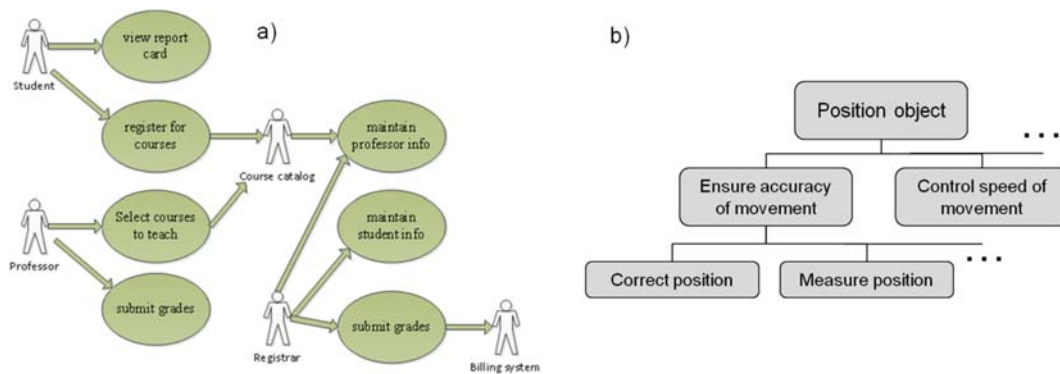 a)
view report
card
Student
register for
courses
Course catalog
maintain
professor info
Select courses
to teach
Professor
submit grades
maintain
student info
Registrar
submit grades
Billing system
b)
Position object
...
Ensure accuracy
of movement
Control speed of
movement
Correct position
Measure position
...